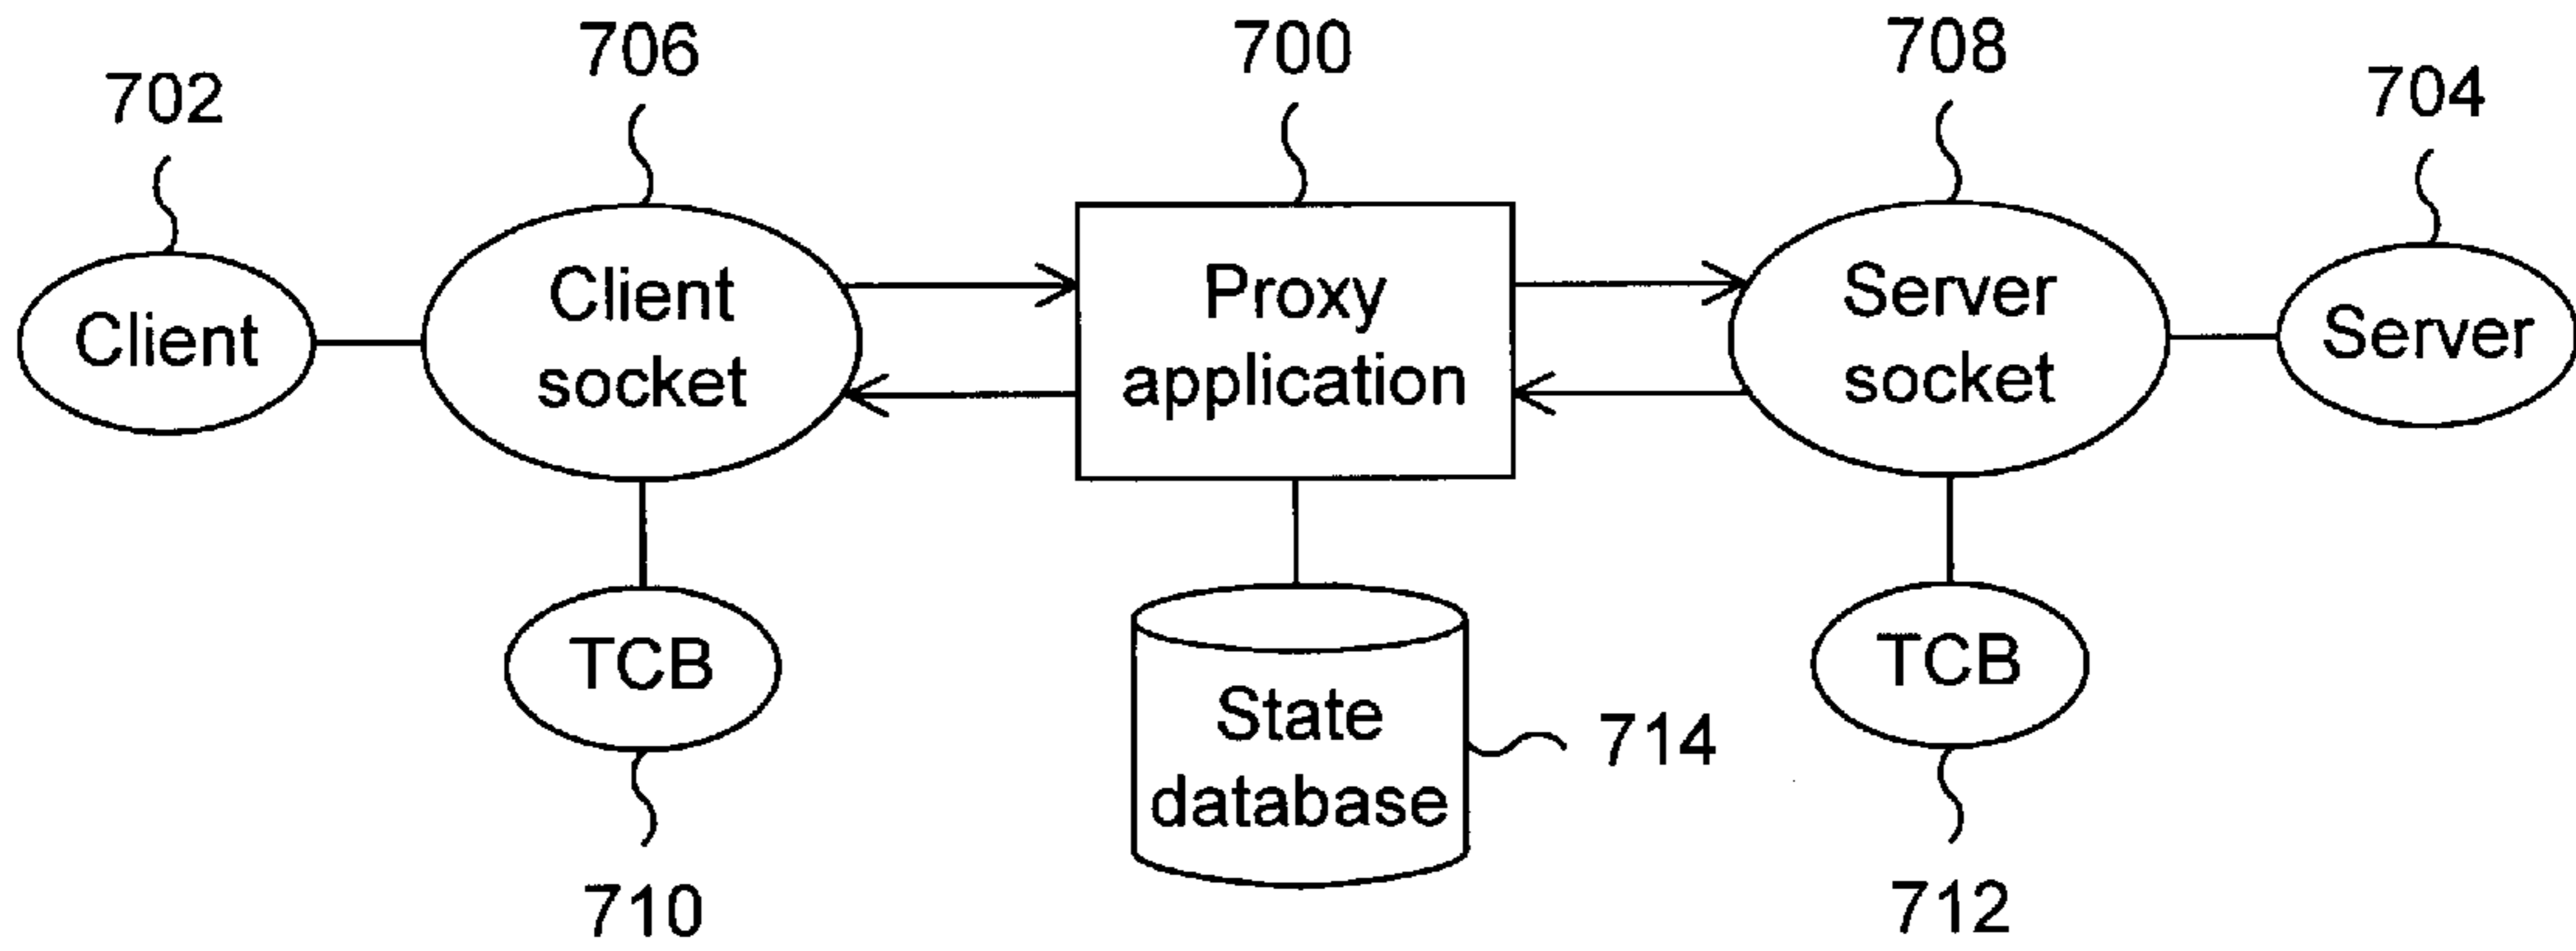 706
700
708
702
704
Client
Client
socket
Proxy
application
Server
socket
Server
TCB
State
database
714
TCB
710
712